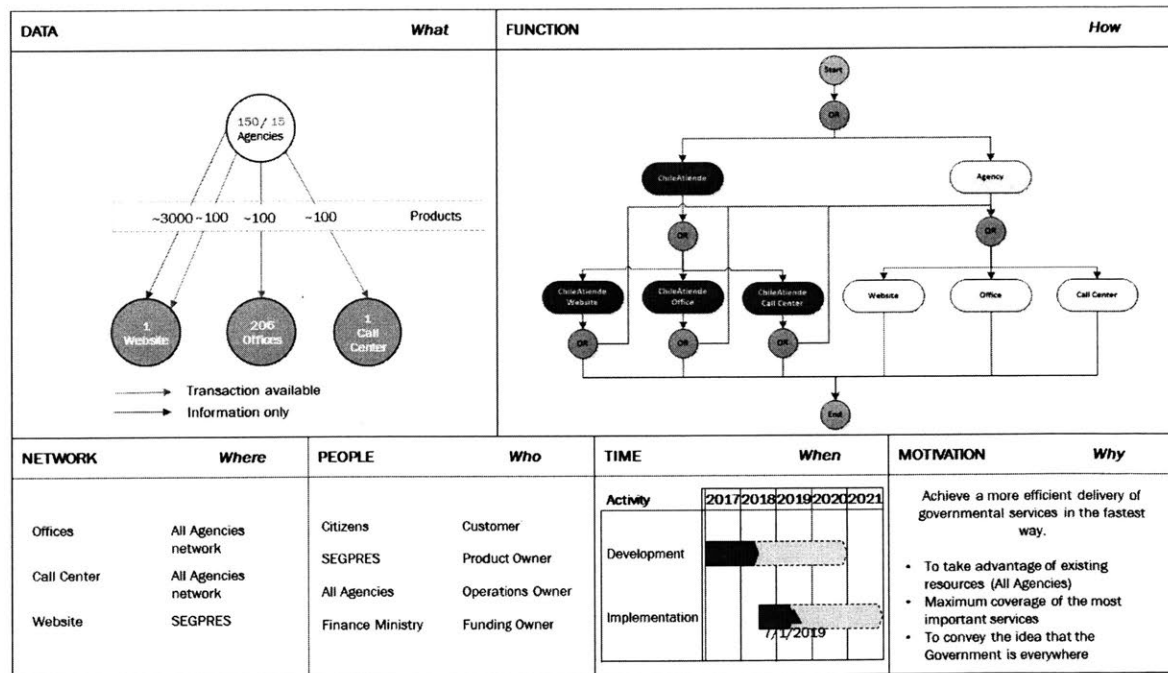 DATA What
150/ 15
Agencies
~3000 ~100 ~100 ~100 Products
1
Website
206
Offices
1
Call
Center
Transaction available
Information only
FUNCTION How
Start
OR
ChileAtiende Agency
OR OR
ChileAtiende
Website
ChileAtiende
Office
ChileAtiende
Call Center
Website Office Call Center
OR OR OR
End
NETWORK Where
Offices All Agencies
network
Call Center All Agencies
network
Website SEGPRES
PEOPLE Who
Citizens Customer
SEGPRES Product Owner
All Agencies Operations Owner
Finance Ministry Funding Owner
TIME When
Activity 2017 2018 2019 2020 2021
Development
Implementation
7/1/2019
MOTIVATION Why
Achieve a more efficient delivery of
governmental services in the fastest
way.
• To take advantage of existing
resources (All Agencies)
• Maximum coverage of the most
important services
• To convey the idea that the
Government is everywhere